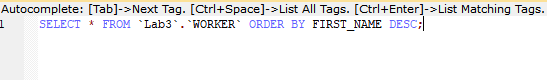 Autocomplete: [Tab]->Next Tag. [Ctrl+Space]->List All Tags. [Ctrl+Enter]->List Matching Tags.
1 SELECT * FROM `Lab3`.`WORKER` ORDER BY FIRST_NAME DESC;